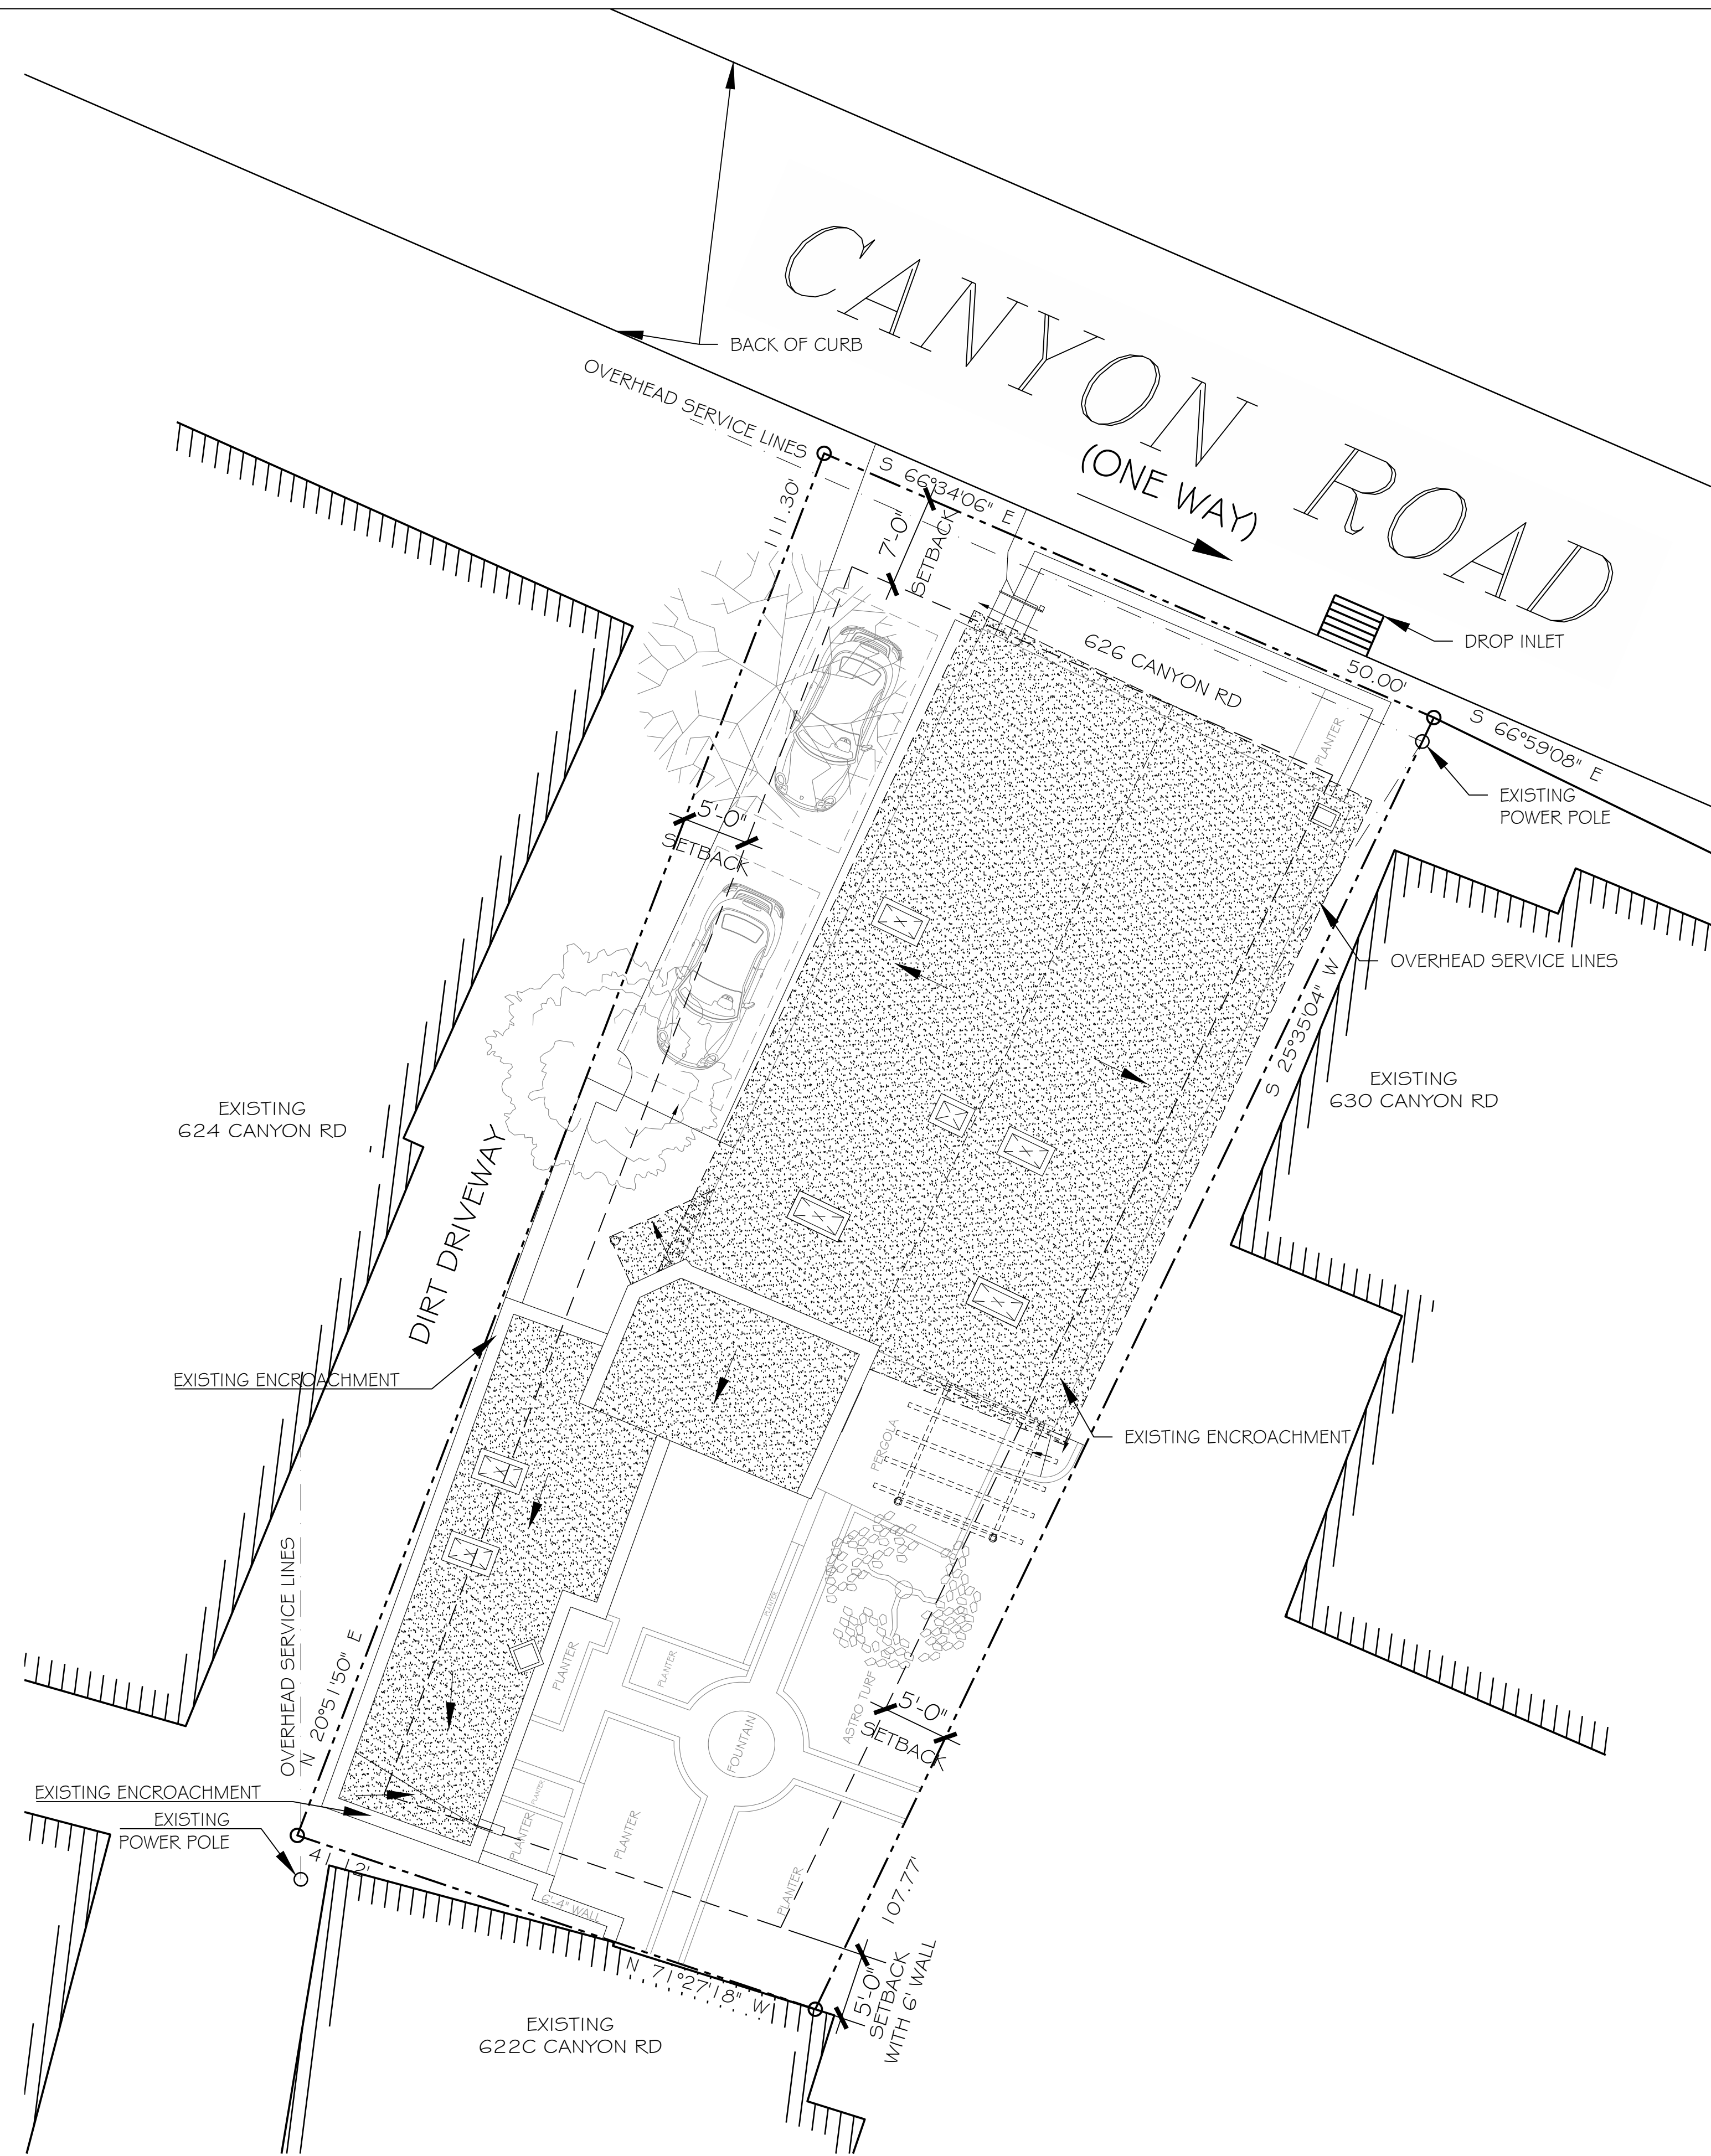 CANYON ROAD
(ONE WAY)
BACK OF CURB
OVERHEAD SERVICE LINES
S 66°34'06" E
111.30'
7'-0"
SETBACK
626 CANYON RD
DROP INLET
50.00'
S 66°59'08" E
PLANTER
EXISTING
POWER POLE
5'-0"
SETBACK
OVERHEAD SERVICE LINES
S 25°35'04" W
EXISTING
624 CANYON RD
EXISTING
630 CANYON RD
DIRT DRIVEWAY
EXISTING ENCROACHMENT
EXISTING ENCROACHMENT
PERGOLA
OVERHEAD SERVICE LINES
N 20°51'50" E
PLANTER
PLANTER
PLANTER
ASTRO TURF
FOUNTAIN
5'-0"
SETBACK
EXISTING ENCROACHMENT
EXISTING
POWER POLE
41.12'
PLANTER
PLANTER
PLANTER
PLANTER
6'-4" WALL
107.77'
N 71°27'18" W
5'-0"
SETBACK
WITH 6' WALL
EXISTING
622C CANYON RD